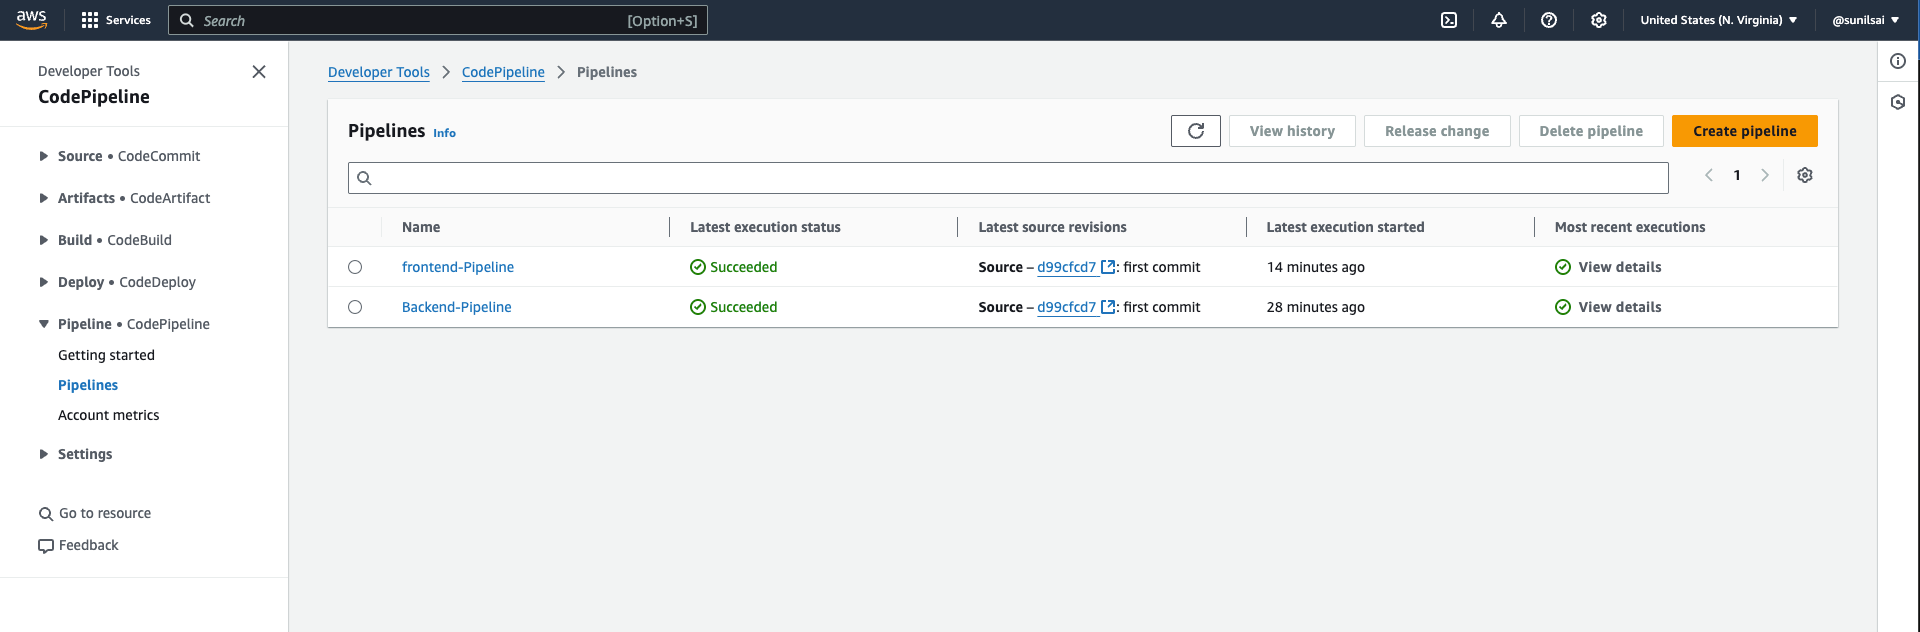 aws Services Search [Option+S] United States (N. Virginia) @sunilsai
Developer Tools
CodePipeline
Source • CodeCommit
Artifacts • CodeArtifact
Build • CodeBuild
Deploy • CodeDeploy
Pipeline • CodePipeline
Getting started
Pipelines
Account metrics
Settings
Go to resource
Feedback
Developer Tools CodePipeline Pipelines
Pipelines Info View history Release change Delete pipeline Create pipeline
1
Name Latest execution status Latest source revisions Latest execution started Most recent executions
frontend-Pipeline Succeeded Source – d99cfcd7 : first commit 14 minutes ago View details
Backend-Pipeline Succeeded Source – d99cfcd7 : first commit 28 minutes ago View details